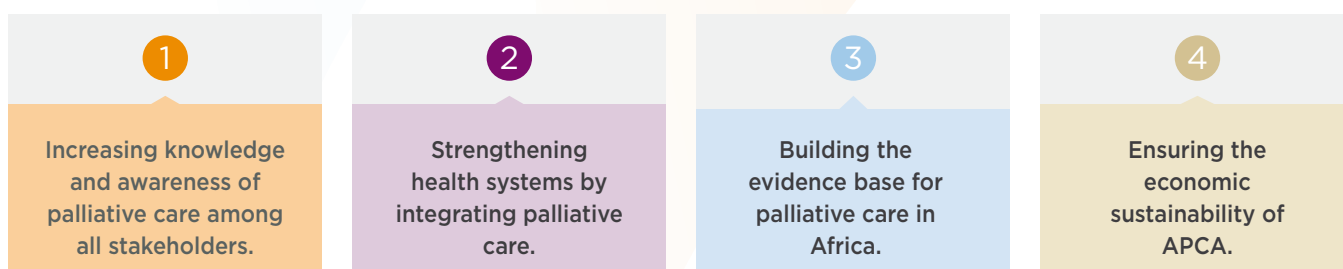 1
Increasing knowledge
and awareness of
palliative care among
all stakeholders.
2
Strengthening
health systems by
integrating palliative
care.
3
Building the
evidence base for
palliative care in
Africa.
4
Ensuring the
economic
sustainability of
APCA.